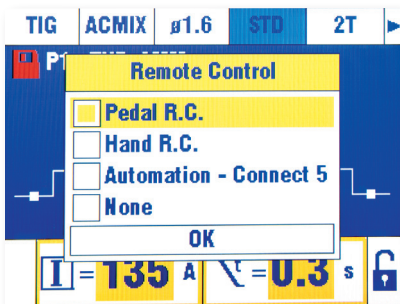 TIG ACMIX ø1.6 STD 2T
P1
Remote Control
Pedal R.C.
Hand R.C.
Automation - Connect 5
None
OK
I = 135 A t = 0.3 s